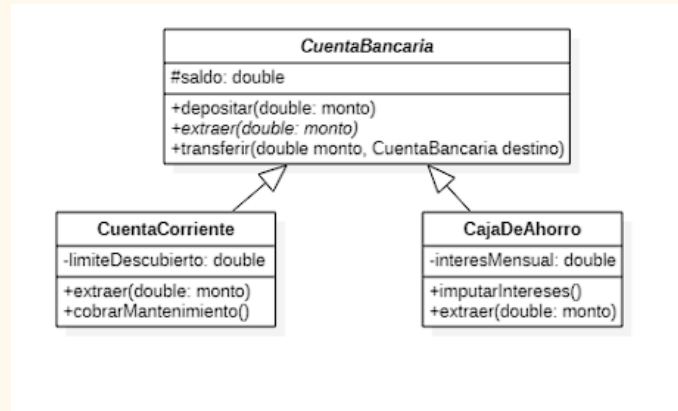 CuentaBancaria
#saldo: double
+depositar(double: monto)
+extraer(double: monto)
+transferir(double monto, CuentaBancaria destino)
CuentaCorriente
-limiteDescubierto: double
+extraer(double: monto)
+cobrarMantenimiento()
CajaDeAhorro
-interesMensual: double
+imputarIntereses()
+extraer(double: monto)